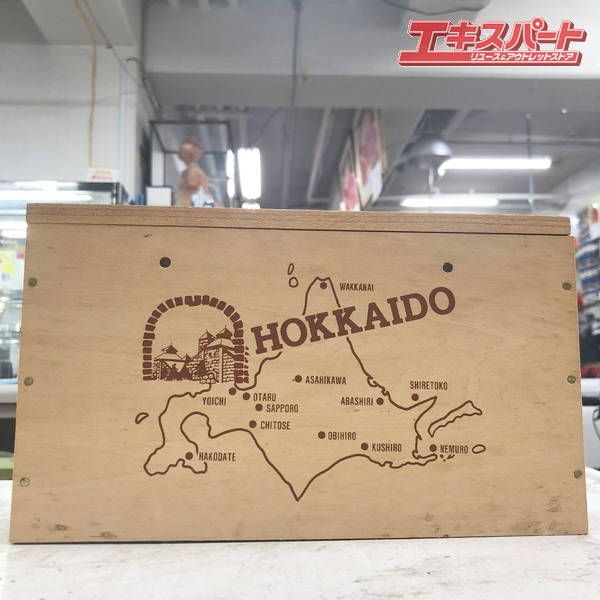 エキスパート
リユース&アウトレットストア
WAKKANAI
HOKKAIDO
ASAHIKAWA
SHIRETOKO
YOICHI
OTARU
ABASHIRI
SAPPORO
CHITOSE
OBIHIRO
KUSHIRO
NEMURO
HAKODATE